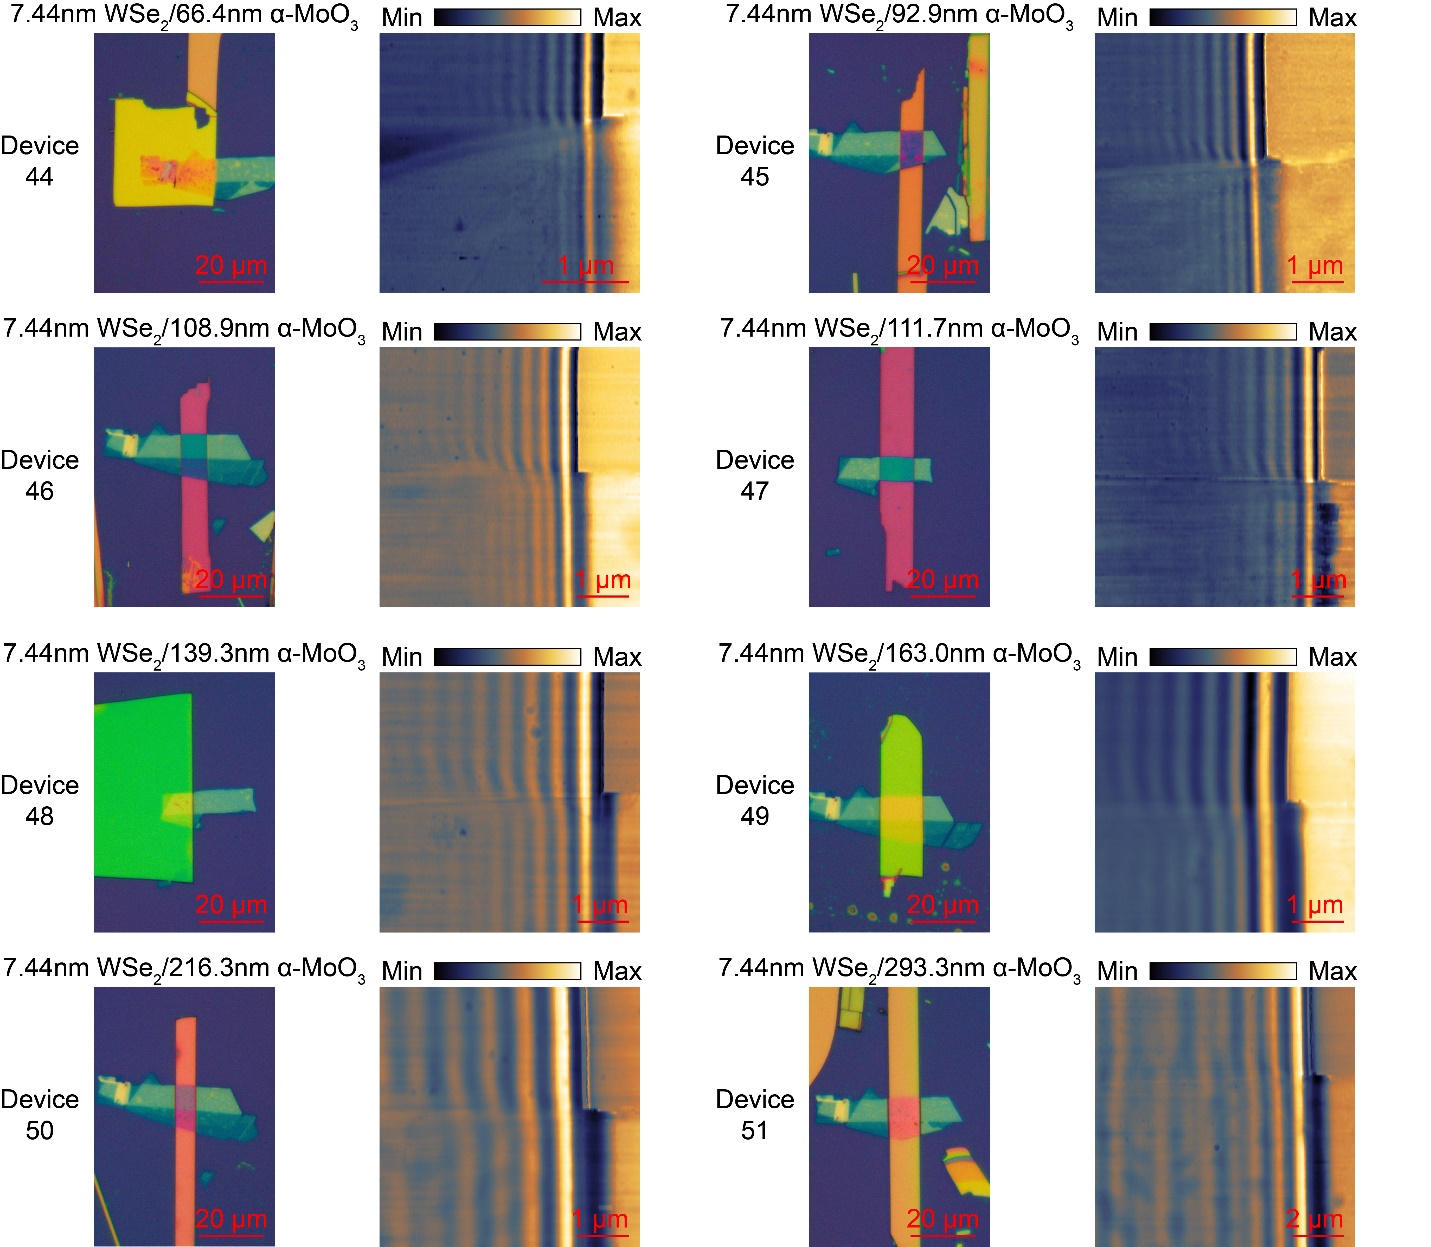 7.44nm WSe₂/66.4nm α-MoO₃ Min Max
Device 44
20 µm
1 µm
7.44nm WSe₂/92.9nm α-MoO₃ Min Max
Device 45
20 µm
1 µm
7.44nm WSe₂/108.9nm α-MoO₃ Min Max
Device 46
20 µm
1 µm
7.44nm WSe₂/111.7nm α-MoO₃ Min Max
Device 47
20 µm
1 µm
7.44nm WSe₂/139.3nm α-MoO₃ Min Max
Device 48
20 µm
1 µm
7.44nm WSe₂/163.0nm α-MoO₃ Min Max
Device 49
20 µm
1 µm
7.44nm WSe₂/216.3nm α-MoO₃ Min Max
Device 50
20 µm
1 µm
7.44nm WSe₂/293.3nm α-MoO₃ Min Max
Device 51
20 µm
2 µm